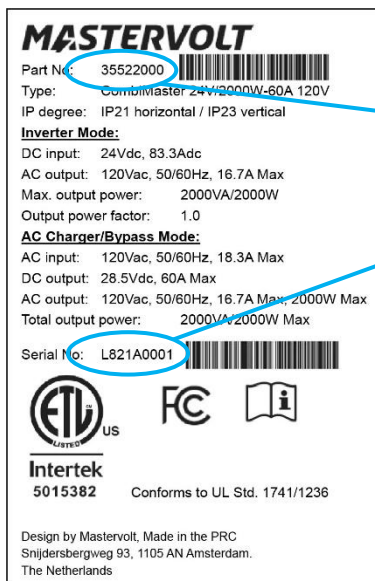 MASTERVOLT
Part No: 35522000
Type: CombiMaster 24V/2000W-60A 120V
IP degree: IP21 horizontal / IP23 vertical
Inverter Mode:
DC input: 24Vdc, 83.3Adc
AC output: 120Vac, 50/60Hz, 16.7A Max
Max. output power: 2000VA/2000W
Output power factor: 1.0
AC Charger/Bypass Mode:
AC input: 120Vac, 50/60Hz, 18.3A Max
DC output: 28.5Vdc, 60A Max
AC output: 120Vac, 50/60Hz, 16.7A Max, 2000W Max
Total output power: 2000VA/2000W Max
Serial No: L821A0001
ETL
LISTED
US
FC
i
Intertek
5015382
Conforms to UL Std. 1741/1236
Design by Mastervolt, Made in the PRC
Snijdersbergweg 93, 1105 AN Amsterdam.
The Netherlands